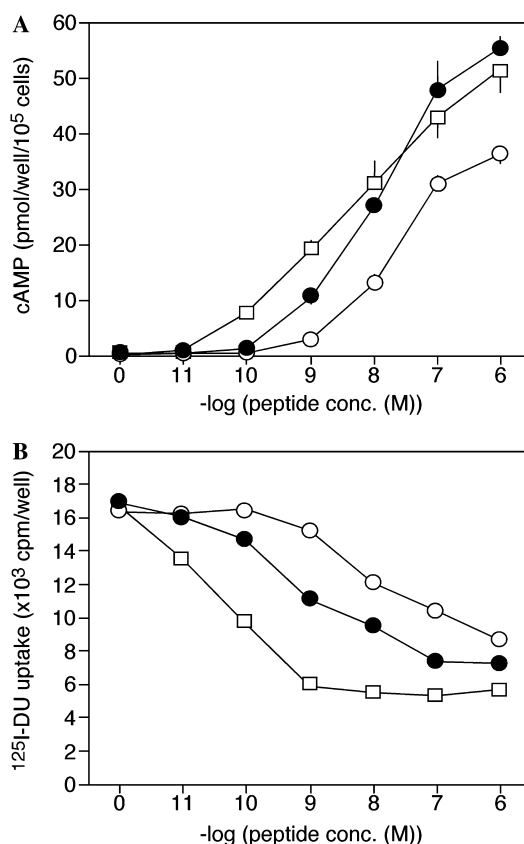 A
60
50
40
30
20
10
0
cAMP (pmol/well/10⁵ cells)
0 11 10 9 8 7 6
-log (peptide conc. (M))
B
20
18
16
14
12
10
8
6
4
2
0
¹²⁵I-DU uptake (x10³ cpm/well)
0 11 10 9 8 7 6
-log (peptide conc. (M))